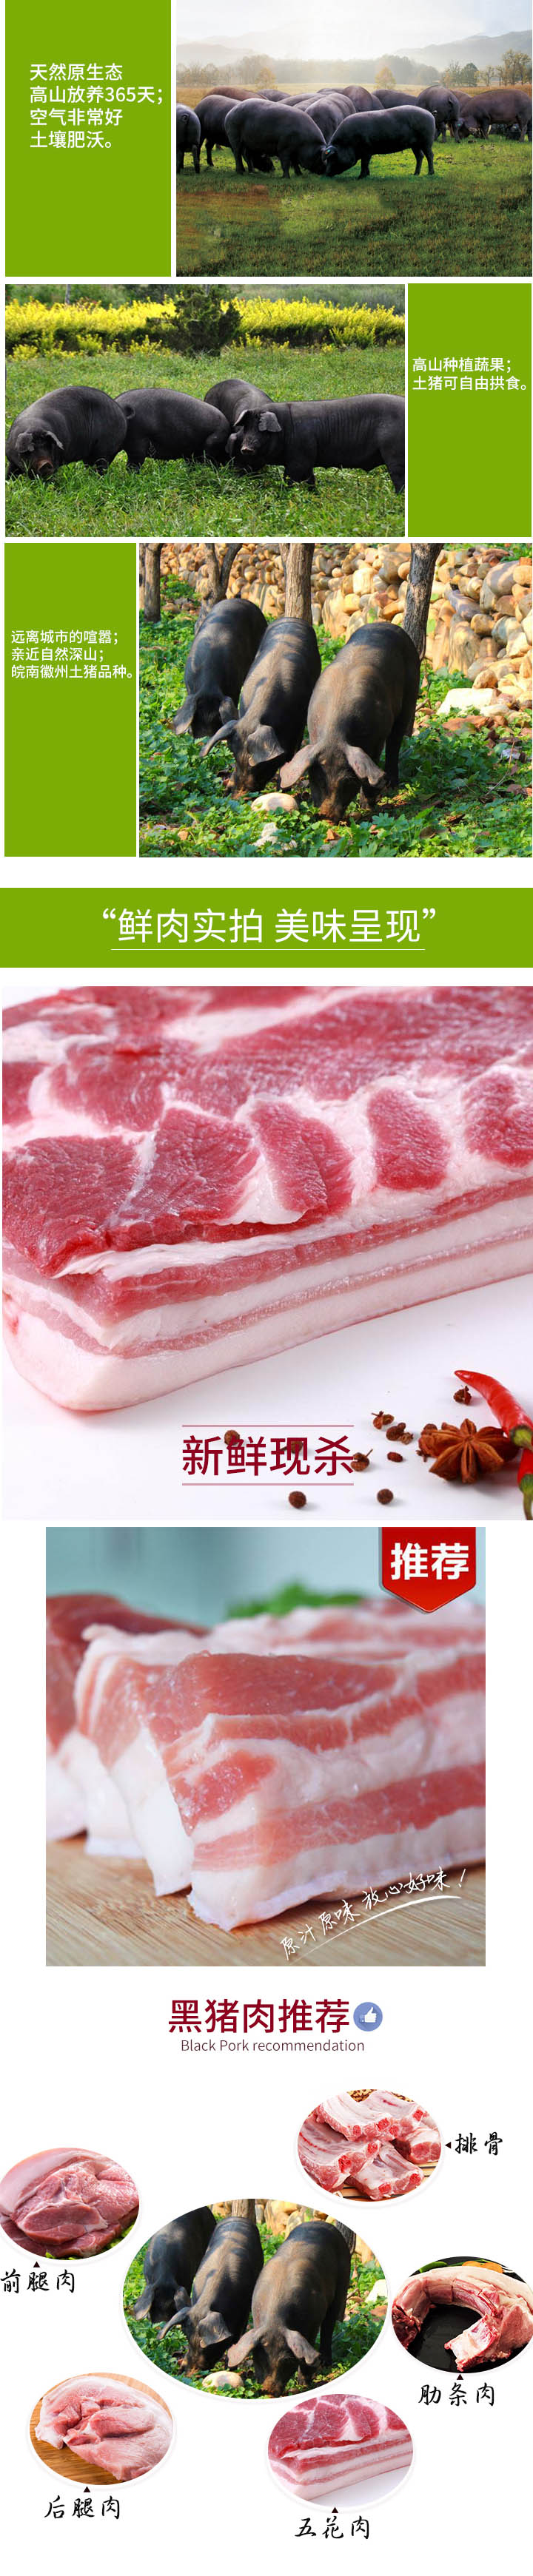 天然原生态
高山放养365天；
空气非常好
土壤肥沃。
高山种植蔬果；
土猪可自由拱食。
远离城市的喧嚣；
亲近自然深山；
皖南徽州土猪品种。
“鲜肉实拍 美味呈现”
新鲜现杀
推荐
原汁原味 放心好味！
黑猪肉推荐
Black Pork recommendation
排骨
前腿肉
肋条肉
后腿肉
五花肉